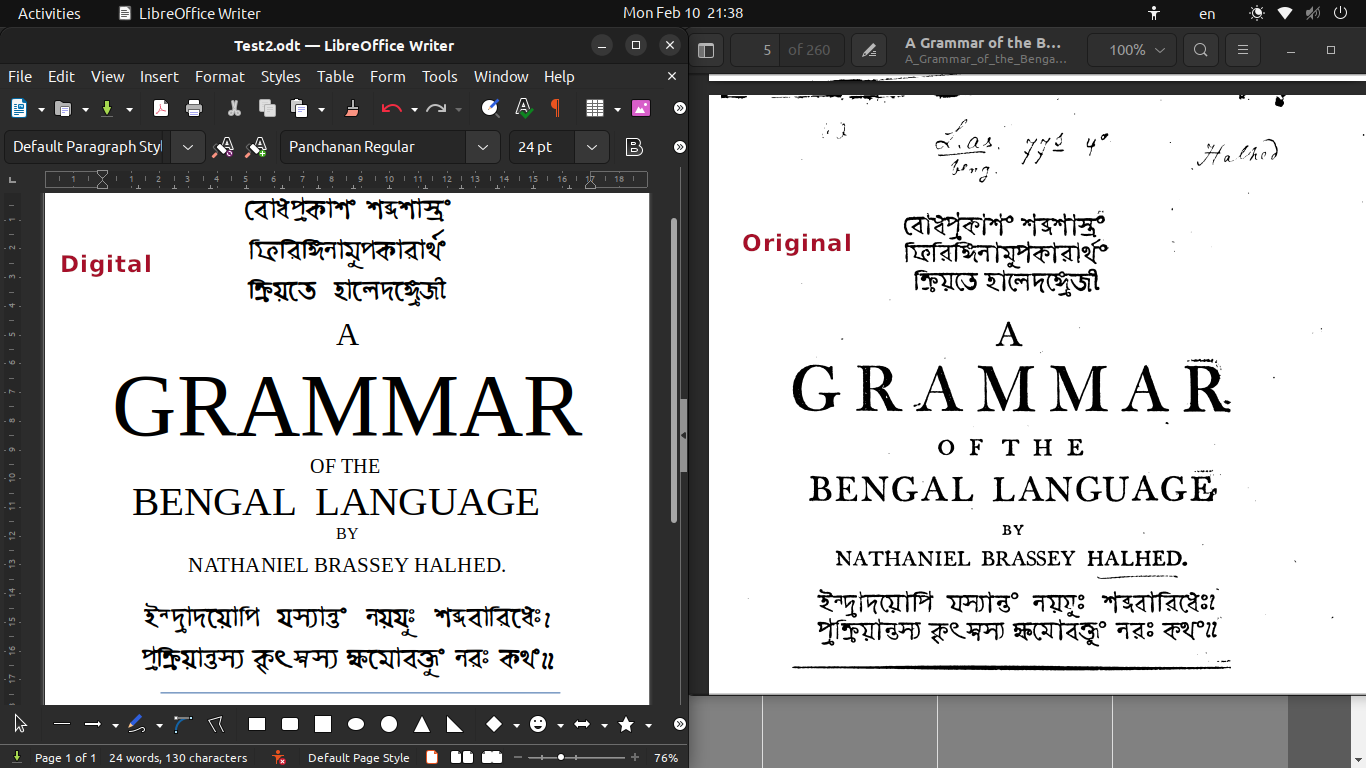 Activities
LibreOffice Writer
Mon Feb 10 21:38
en
Test2.odt — LibreOffice Writer
File Edit View Insert Format Styles Table Form Tools Window Help
Default Paragraph Styl
Panchanan Regular
24 pt
B
1 1 2 3 4 5 6 7 8 9 10 11 12 13 14 15 16 17 18
বোধপ্রকাশং শব্দশাস্ত্রং
ফিরিঙ্গিনামুপকারার্থং
ক্রিয়তে হালেদঙ্গ্রেজী
Digital
A
GRAMMAR
OF THE
BENGAL LANGUAGE
BY
NATHANIEL BRASSEY HALHED.
ইন্দ্রাদয়োপি যস্যান্তং নযয়ুঃ শব্দবারিধেঃ।
প্রক্রিয়ান্তস্য কৃৎস্নস্য ক্ষমোবক্তুং নরঃ কথং॥
Page 1 of 1
24 words, 130 characters
Default Page Style
76%
5 of 260
A Grammar of the B...
A_Grammar_of_the_Benga...
100%
L. as. 77s 4°
beng.
Halhed
বোধপ্রকাশং শব্দশাস্ত্রং
ফিরিঙ্গিনামুপকারার্থং
ক্রিয়তে হালেদঙ্গ্রেজী
Original
A
GRAMMAR
OF THE
BENGAL LANGUAGE
BY
NATHANIEL BRASSEY HALHED.
ইন্দ্রাদয়োপি যস্যান্তং নযয়ুঃ শব্দবারিধেঃ।
প্রক্রিয়ান্তস্য কৃৎস্নস্য ক্ষমোবক্তুং নরঃ কথং॥